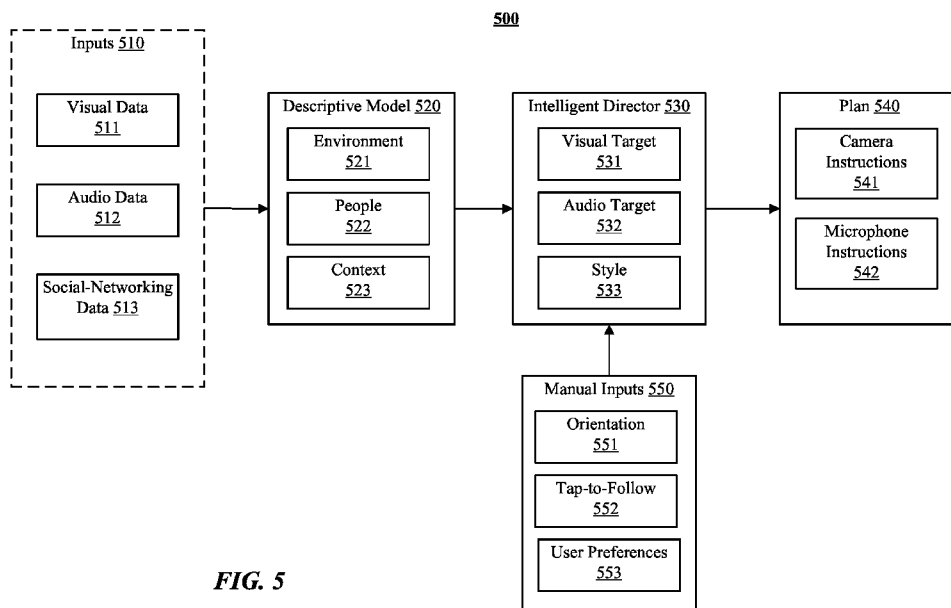 500
Inputs 510
Visual Data
511
Audio Data
512
Social-Networking
Data 513
Descriptive Model 520
Environment
521
People
522
Context
523
Intelligent Director 530
Visual Target
531
Audio Target
532
Style
533
Plan 540
Camera
Instructions
541
Microphone
Instructions
542
Manual Inputs 550
Orientation
551
Tap-to-Follow
552
User Preferences
553
FIG. 5